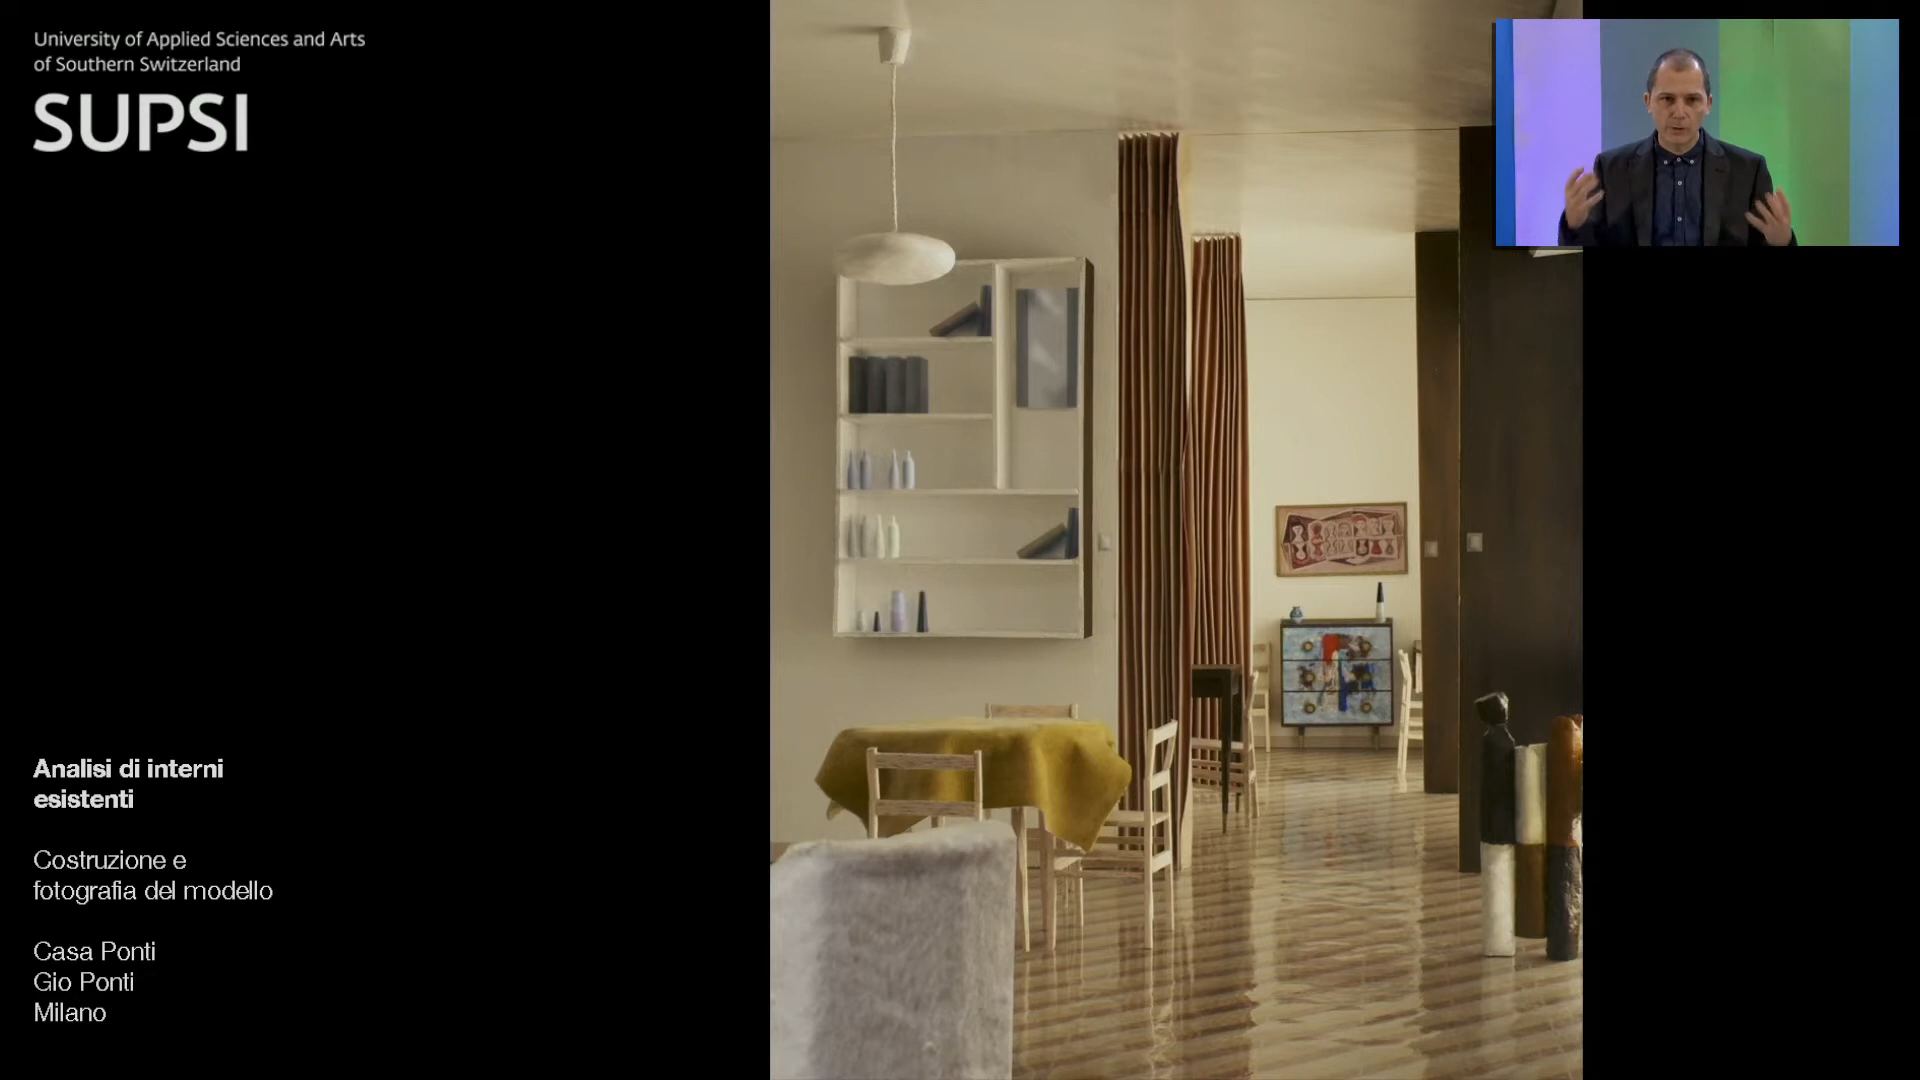 University of Applied Sciences and Arts
of Southern Switzerland
SUPSI
Analisi di interni
esistenti
Costruzione e
fotografia del modello
Casa Ponti
Gio Ponti
Milano